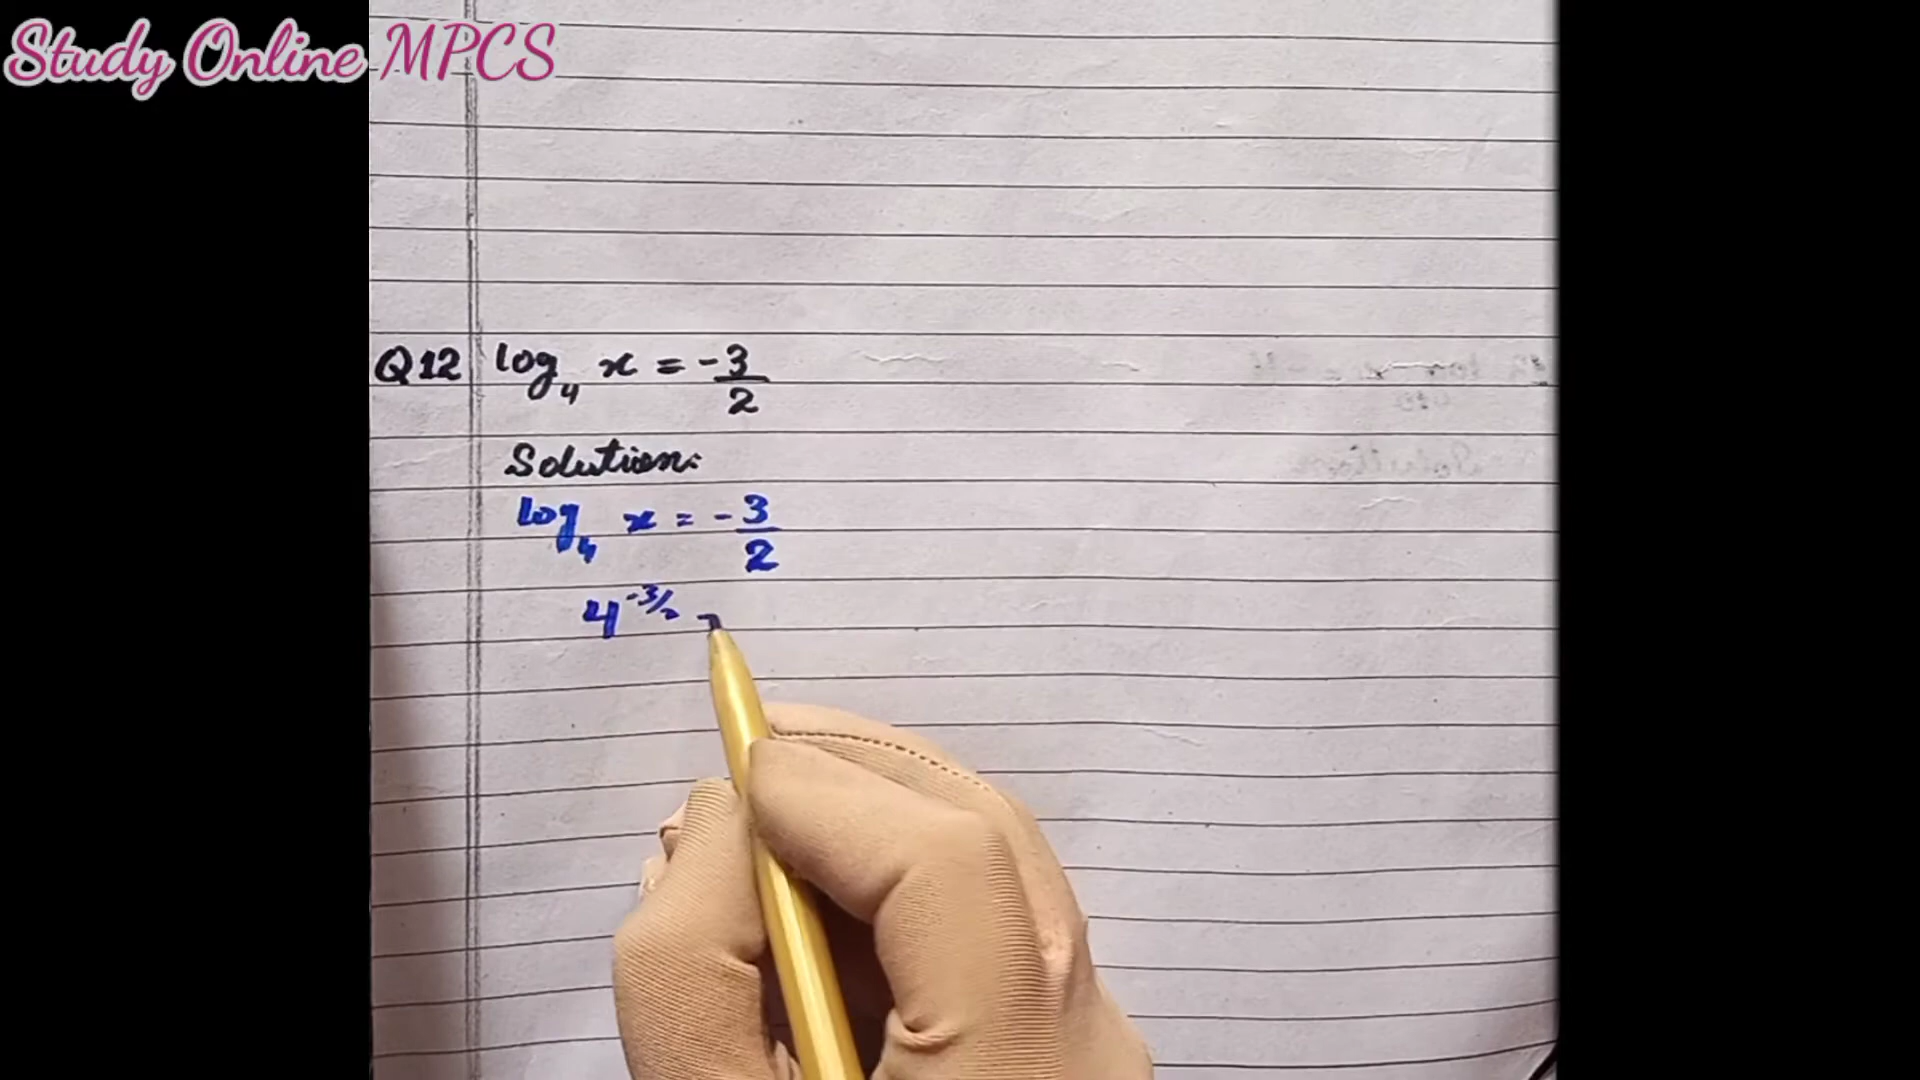 Study Online MPCS
Q12 log₄ x = -3/2
Solution:
log₄ x = -3/2
4^-3/2 =